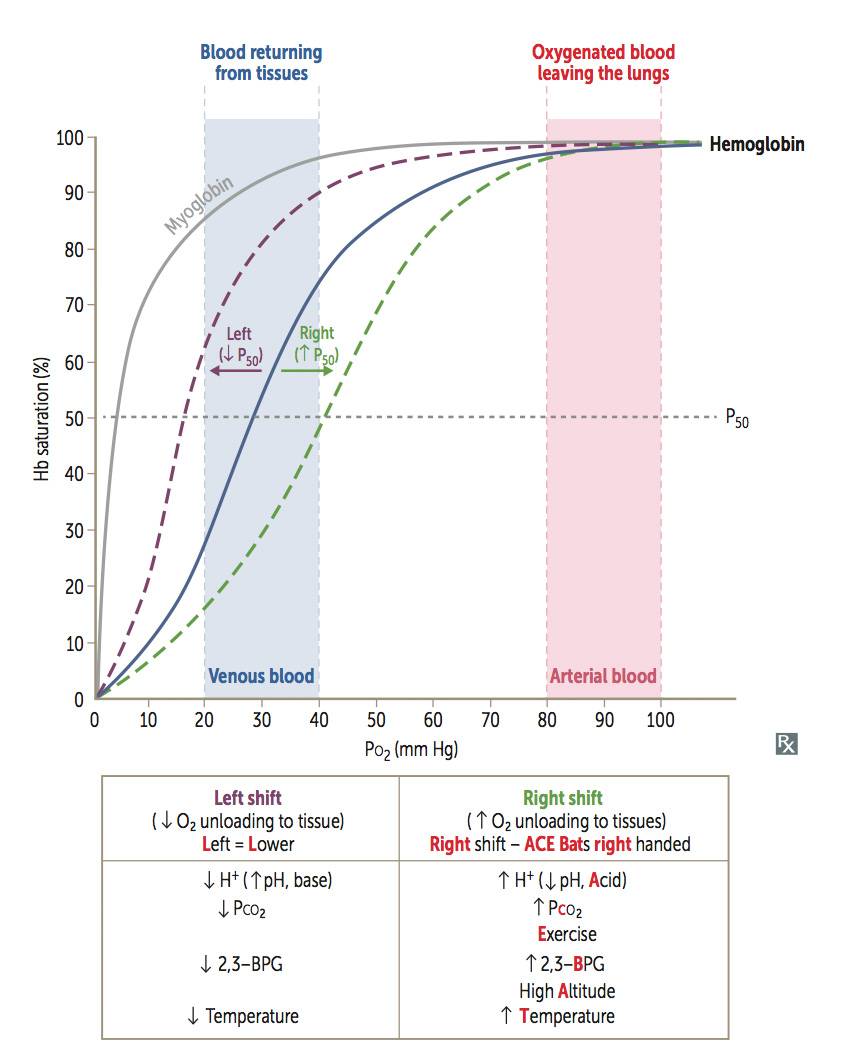 Blood returning
from tissues
Oxygenated blood
leaving the lungs
100
90
80
70
60
50
40
30
20
10
0
Hb saturation (%)
Myoglobin
Hemoglobin
Left
(↓ P50)
Right
(↑ P50)
P50
Venous blood
Arterial blood
0 10 20 30 40 50 60 70 80 90 100
PO2 (mm Hg)
Rx
Left shift
(↓ O2 unloading to tissue)
Left = Lower
Right shift
(↑ O2 unloading to tissues)
Right shift – ACE Bats right handed
↓ H+ (↑ pH, base)
↑ H+ (↓ pH, Acid)
↓ PCO2
↑ PCO2
Exercise
↓ 2,3–BPG
↑ 2,3–BPG
High Altitude
↓ Temperature
↑ Temperature